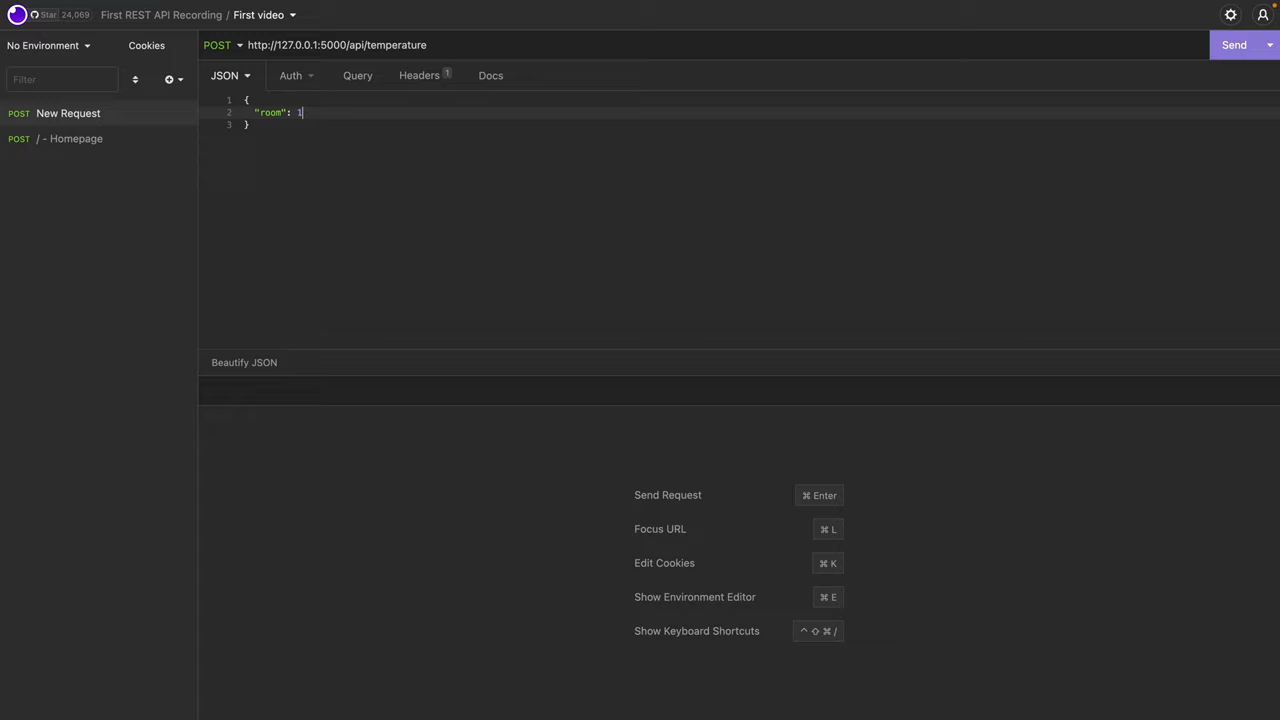 Star 24,069 First REST API Recording / First video
No Environment Cookies
POST http://127.0.0.1:5000/api/temperature Send
Filter
JSON Auth Query Headers 1 Docs
POST New Request
POST / - Homepage
1 {
2 "room": 1
3 }
Beautify JSON
Send Request ⌘ Enter
Focus URL ⌘ L
Edit Cookies ⌘ K
Show Environment Editor ⌘ E
Show Keyboard Shortcuts ⌃ ⇧ ⌘ /